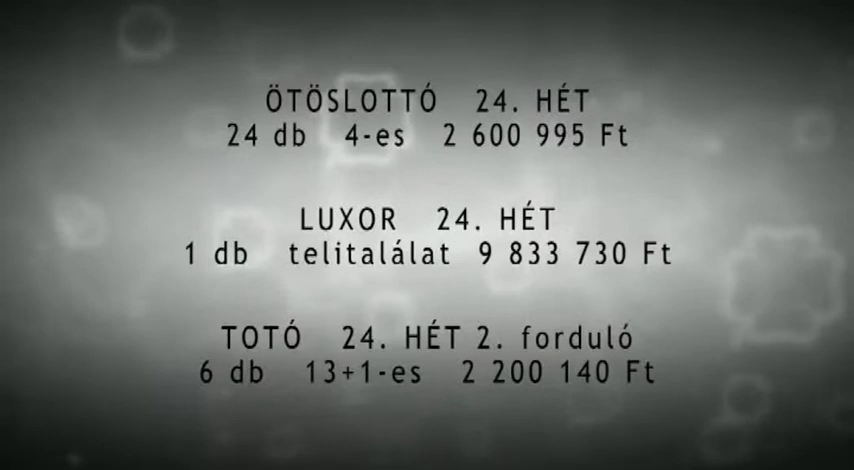 ÖTÖSLOTTÓ 24. HÉT
24 db 4-es 2 600 995 Ft
LUXOR 24. HÉT
1 db telitalálat 9 833 730 Ft
TOTÓ 24. HÉT 2. forduló
6 db 13+1-es 2 200 140 Ft